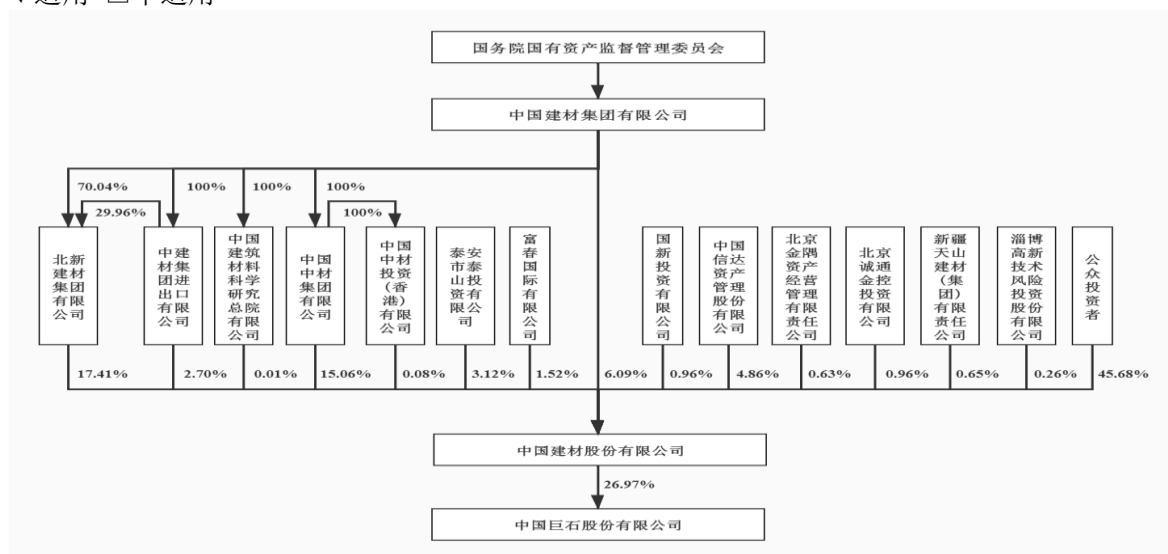 √适用 □不适用
国务院国有资产监督管理委员会
中国建材集团有限公司
70.04%
100%
100%
100%
29.96%
100%
北新建材集团有限公司
中建材集团进出口有限公司
中国建筑材料科学研究总院有限公司
中国中材集团有限公司
中国中材投资（香港）有限公司
泰安市泰山投资有限公司
富春国际有限公司
国新投资有限公司
中国信达资产管理股份有限公司
北京金隅资产经营管理有限责任公司
北京诚通金控投资有限公司
新疆天山建材（集团）有限责任公司
淄博高新技术风险投资股份有限公司
公众投资者
17.41%
2.70%
0.01%
15.06%
0.08%
3.12%
1.52%
6.09%
0.96%
4.86%
0.63%
0.96%
0.65%
0.26%
45.68%
中国建材股份有限公司
26.97%
中国巨石股份有限公司